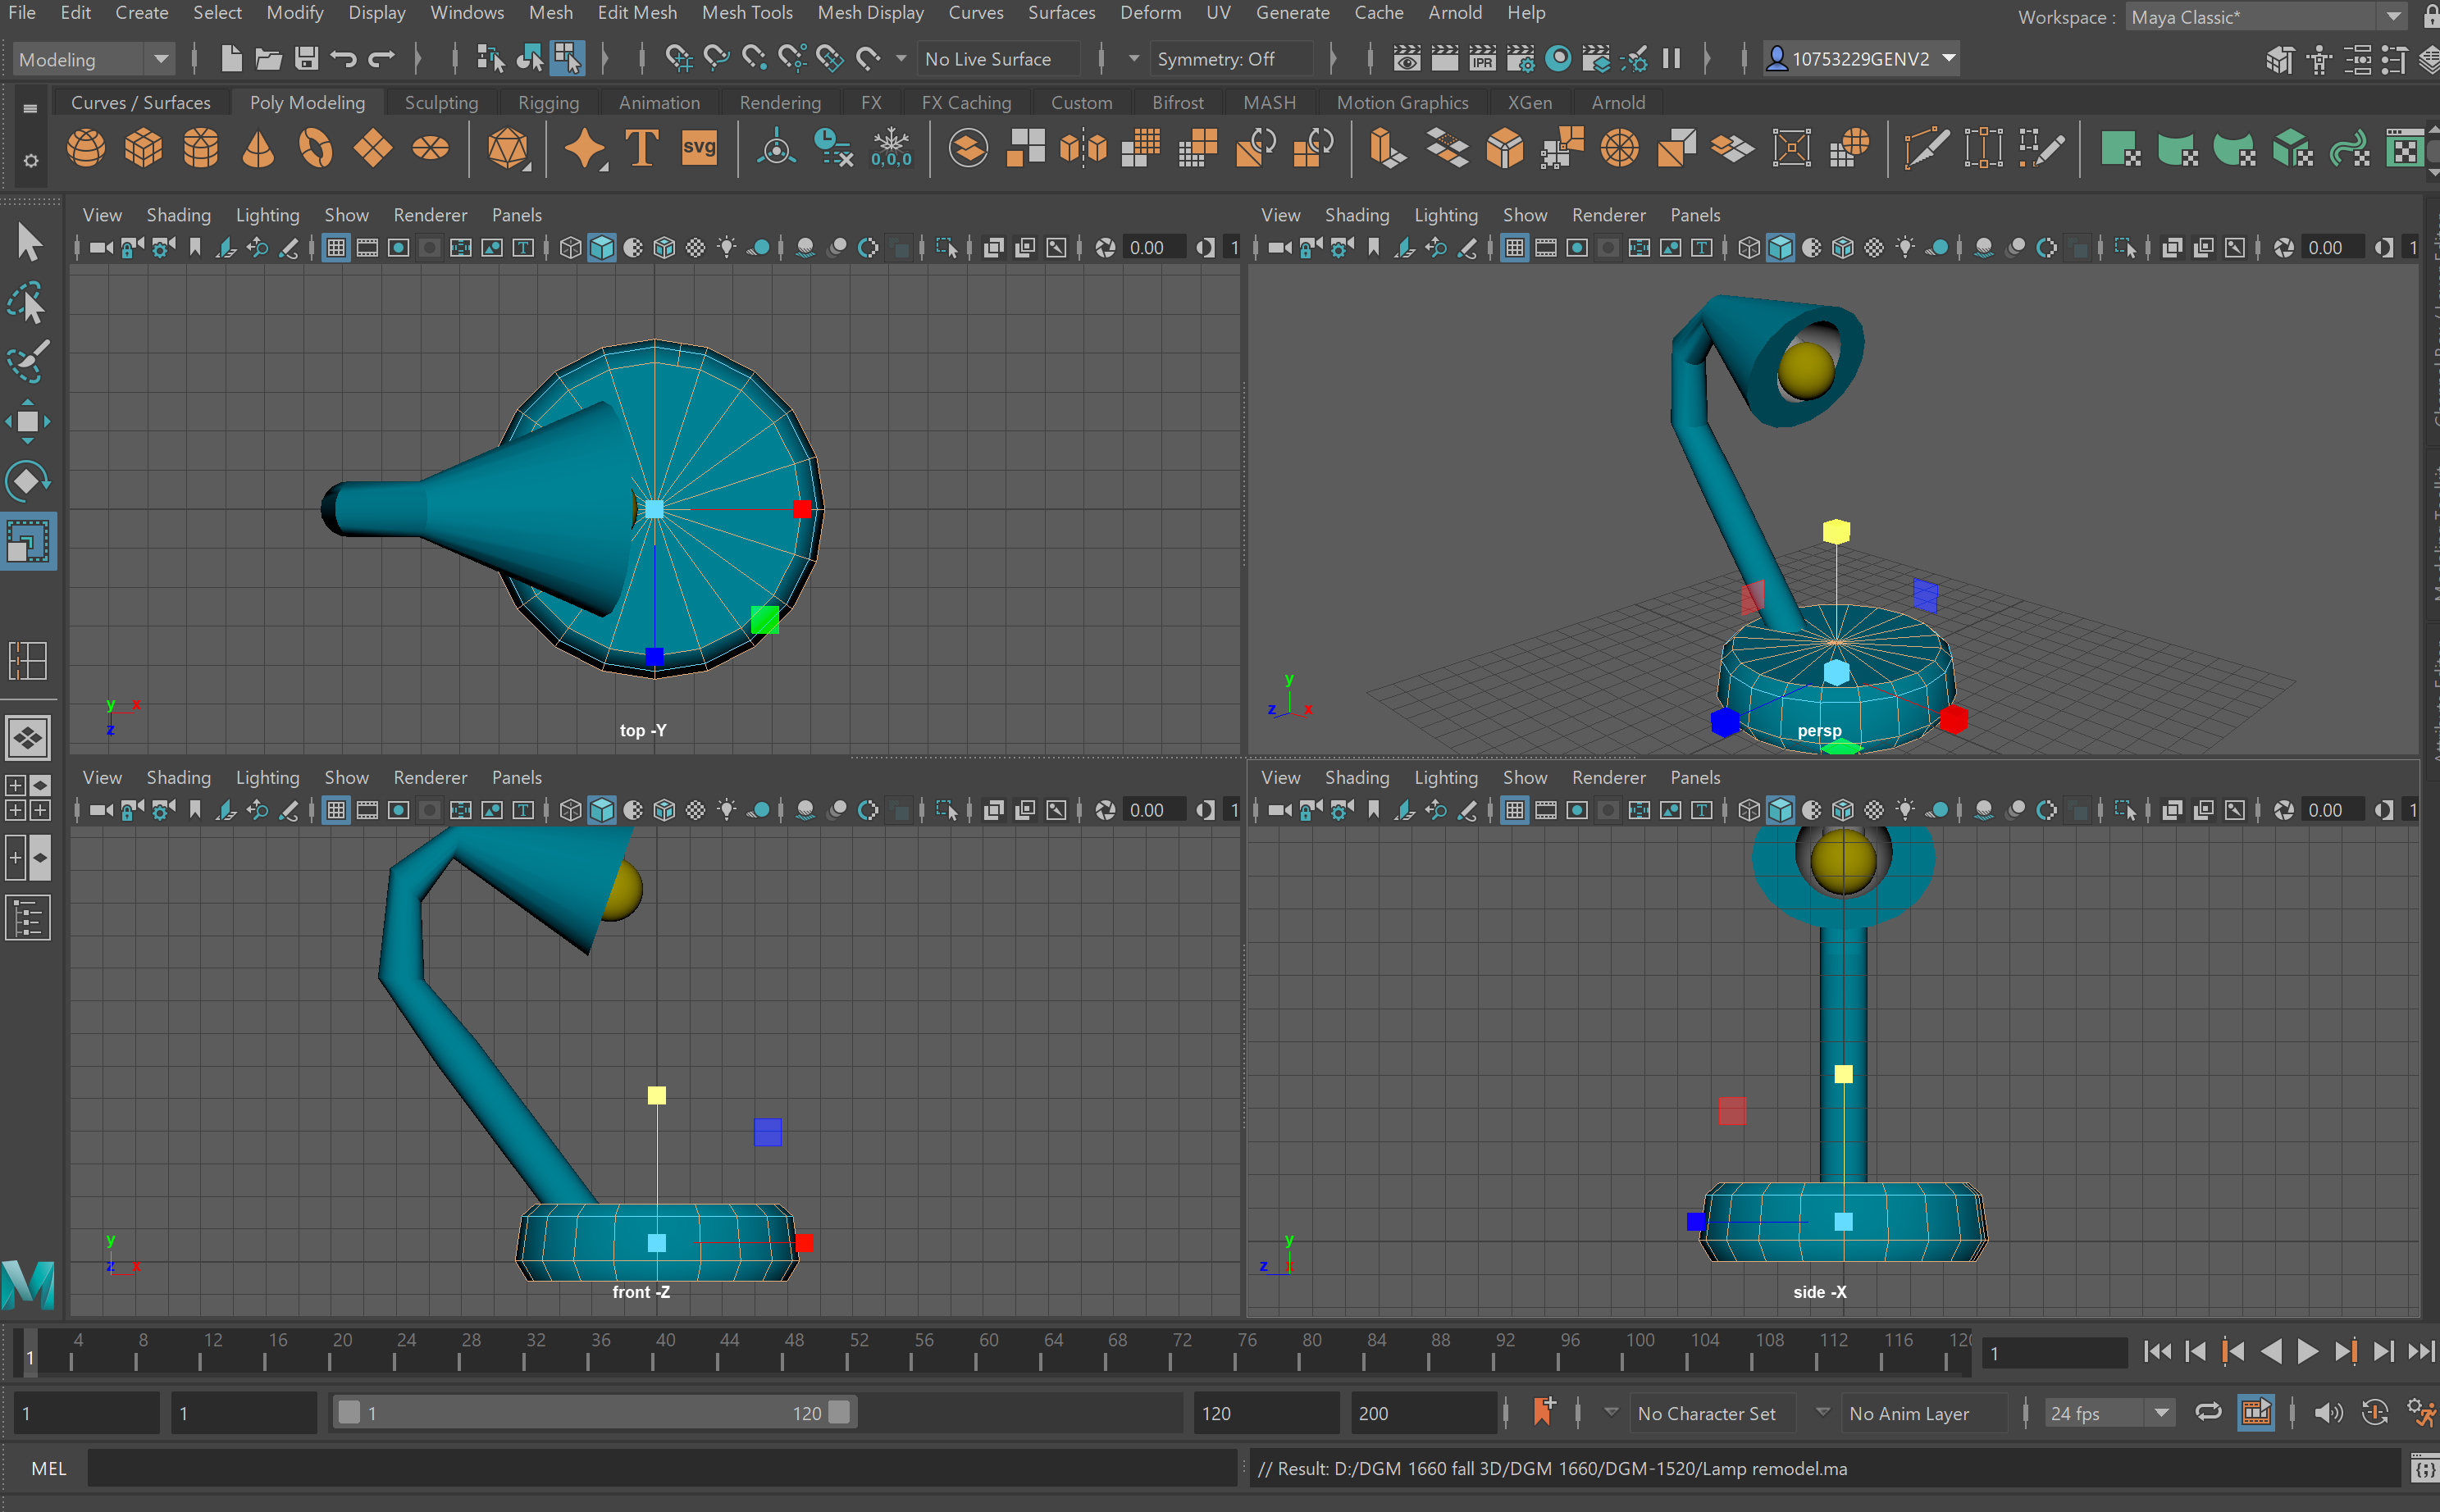 File Edit Create Select Modify Display Windows Mesh Edit Mesh Mesh Tools Mesh Display Curves Surfaces Deform UV Generate Cache Arnold Help Workspace : Maya Classic*
Modeling No Live Surface Symmetry: Off IPR 10753229GENV2
Curves / Surfaces Poly Modeling Sculpting Rigging Animation Rendering FX FX Caching Custom Bifrost MASH Motion Graphics XGen Arnold
T svg 0,0,0
View Shading Lighting Show Renderer Panels
0.00 1
y x
z
top -Y
View Shading Lighting Show Renderer Panels
0.00 1
y
z x
persp
View Shading Lighting Show Renderer Panels
0.00 1
y
z x
front -Z
View Shading Lighting Show Renderer Panels
0.00 1
y
z x
side -X
M
1 4 8 12 16 20 24 28 32 36 40 44 48 52 56 60 64 68 72 76 80 84 88 92 96 100 104 108 112 116 120 1
1 1 1 120 120 200 No Character Set No Anim Layer 24 fps
MEL // Result: D:/DGM 1660 fall 3D/DGM 1660/DGM-1520/Lamp remodel.ma